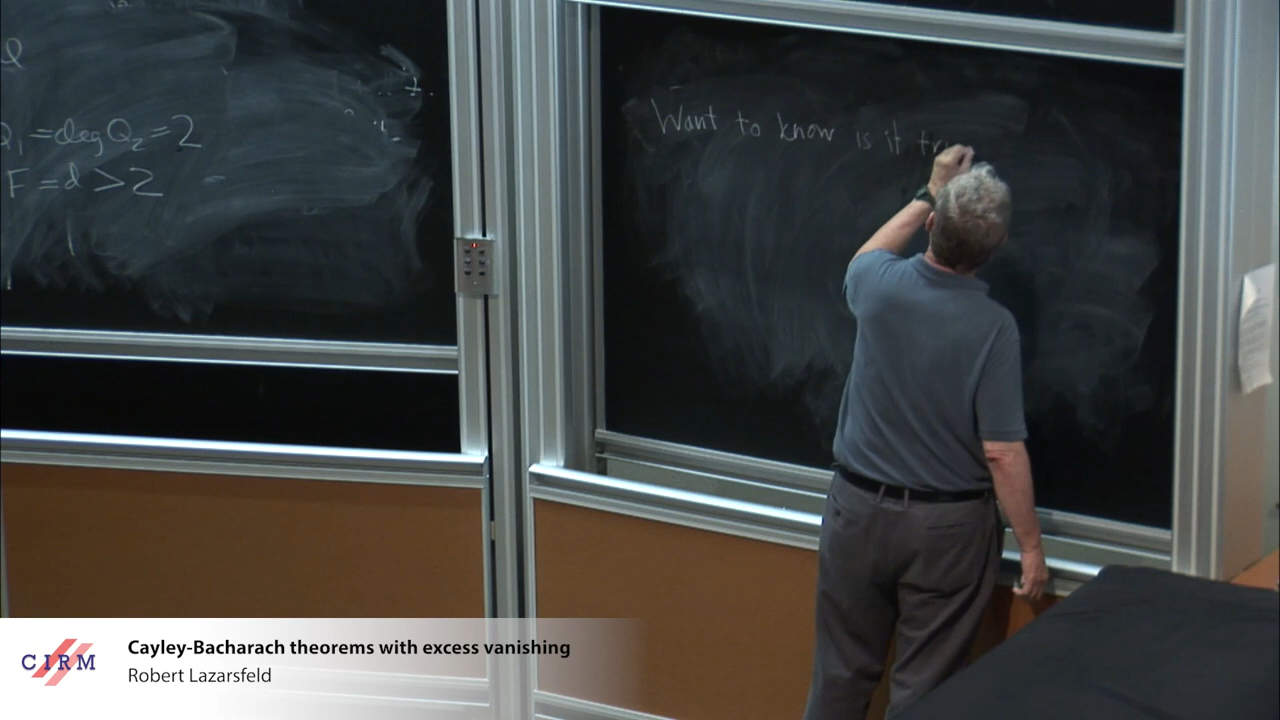 Q
Q₁ = deg Q₂ = 2
F = d > 2
Want to know is it tr
CIRM
Cayley-Bacharach theorems with excess vanishing
Robert Lazarsfeld